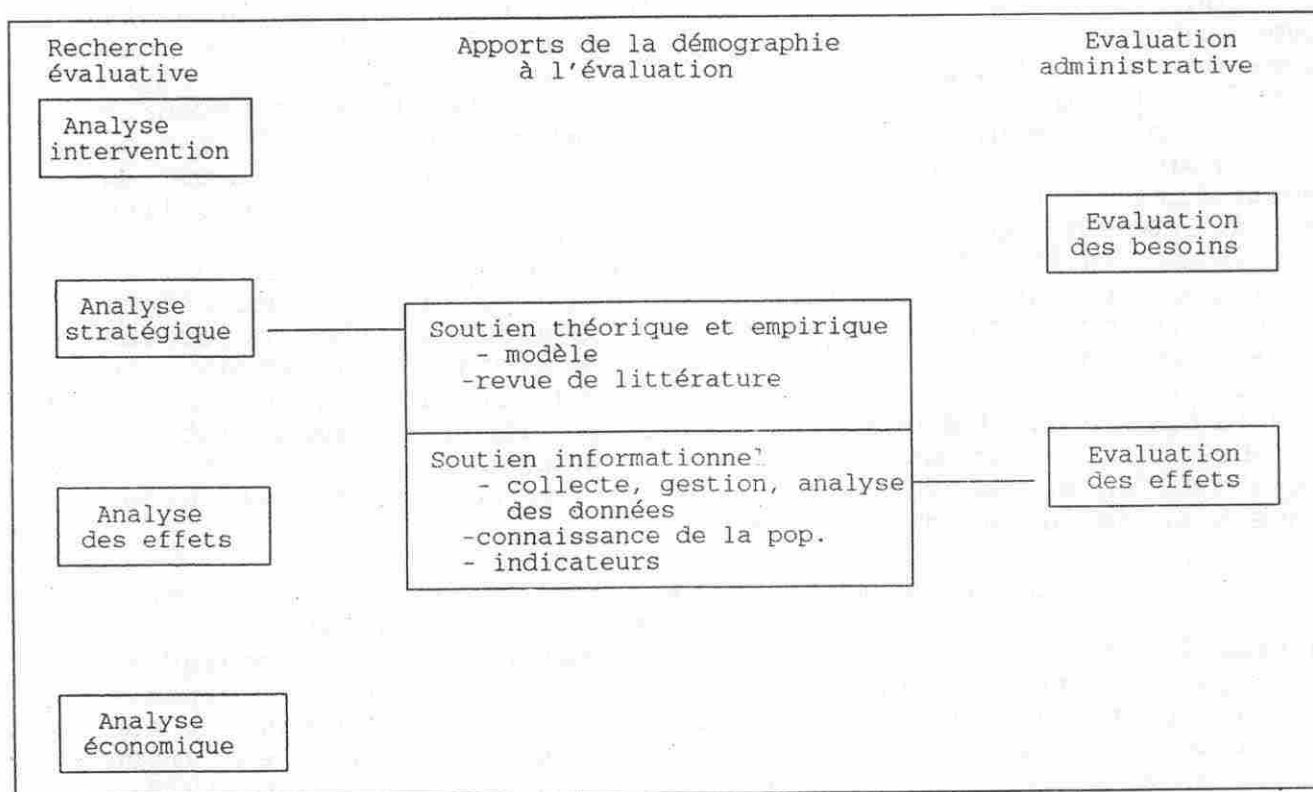 Recherche
évaluative
Apports de la démographie
à l'évaluation
Evaluation
administrative
Analyse
intervention
Evaluation
des besoins
Analyse
stratégique
Soutien théorique et empirique
- modèle
-revue de littérature
Soutien informationnel
- collecte, gestion, analyse
des données
-connaissance de la pop.
- indicateurs
Evaluation
des effets
Analyse
des effets
Analyse
économique